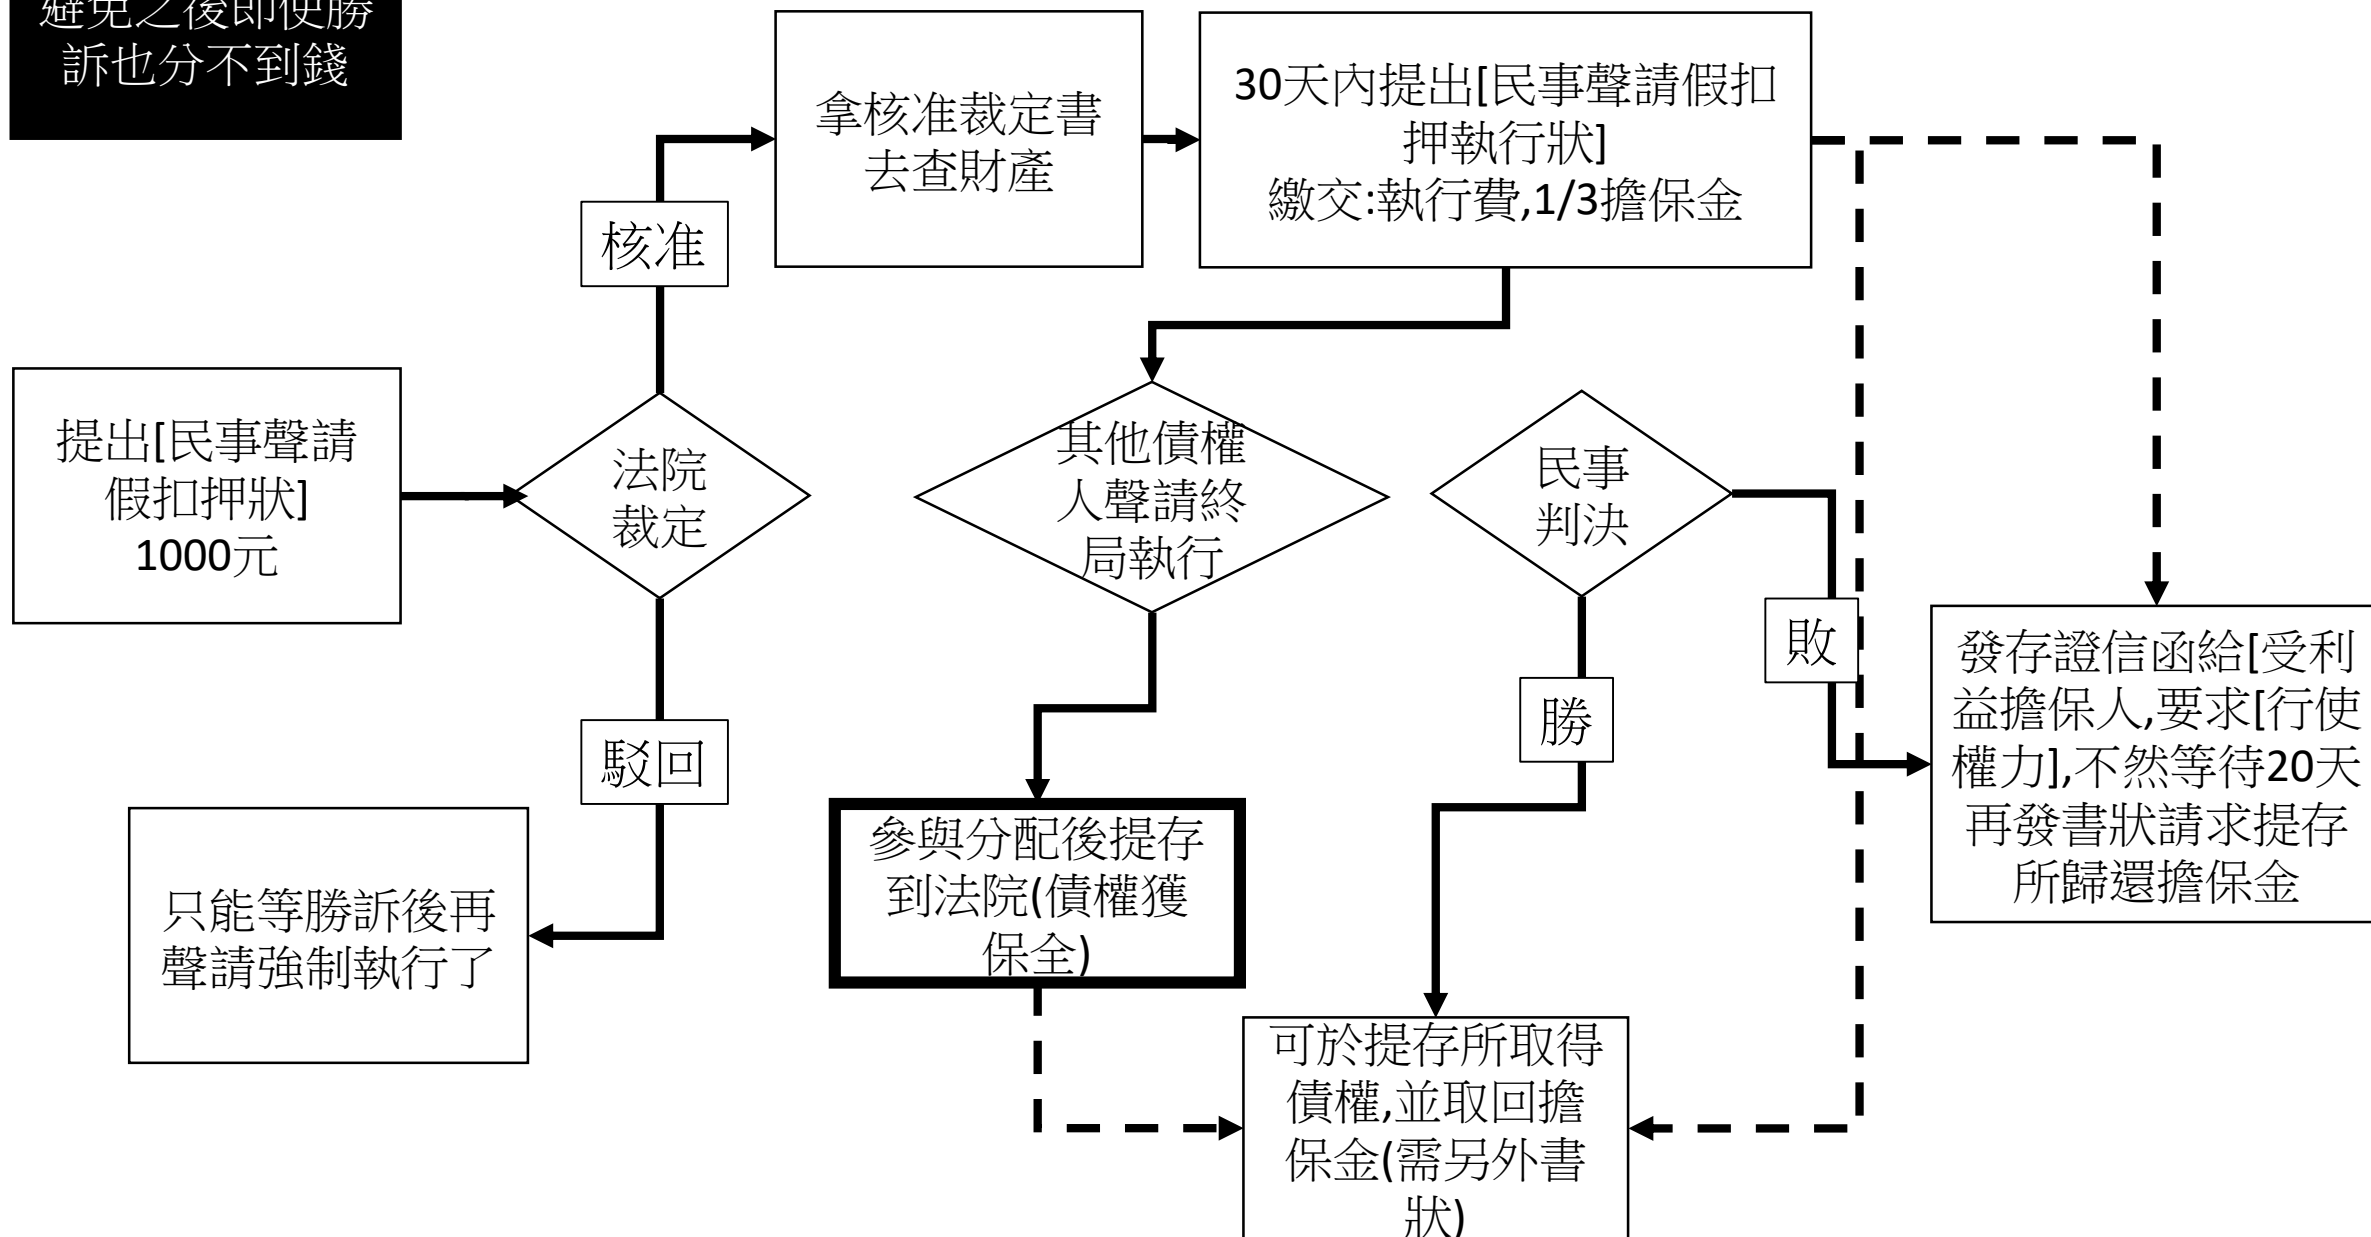 避免之後即使勝
訴也分不到錢
拿核准裁定書
去查財產
30天內提出[民事聲請假扣
押執行狀]
繳交:執行費,1/3擔保金
核准
提出[民事聲請
假扣押狀]
1000元
法院
裁定
其他債權
人聲請終
局執行
民事
判決
敗
勝
駁回
發存證信函給[受利
益擔保人,要求[行使
權力],不然等待20天
再發書狀請求提存
所歸還擔保金
參與分配後提存
到法院(債權獲
保全)
只能等勝訴後再
聲請強制執行了
可於提存所取得
債權,並取回擔
保金(需另外書
狀)